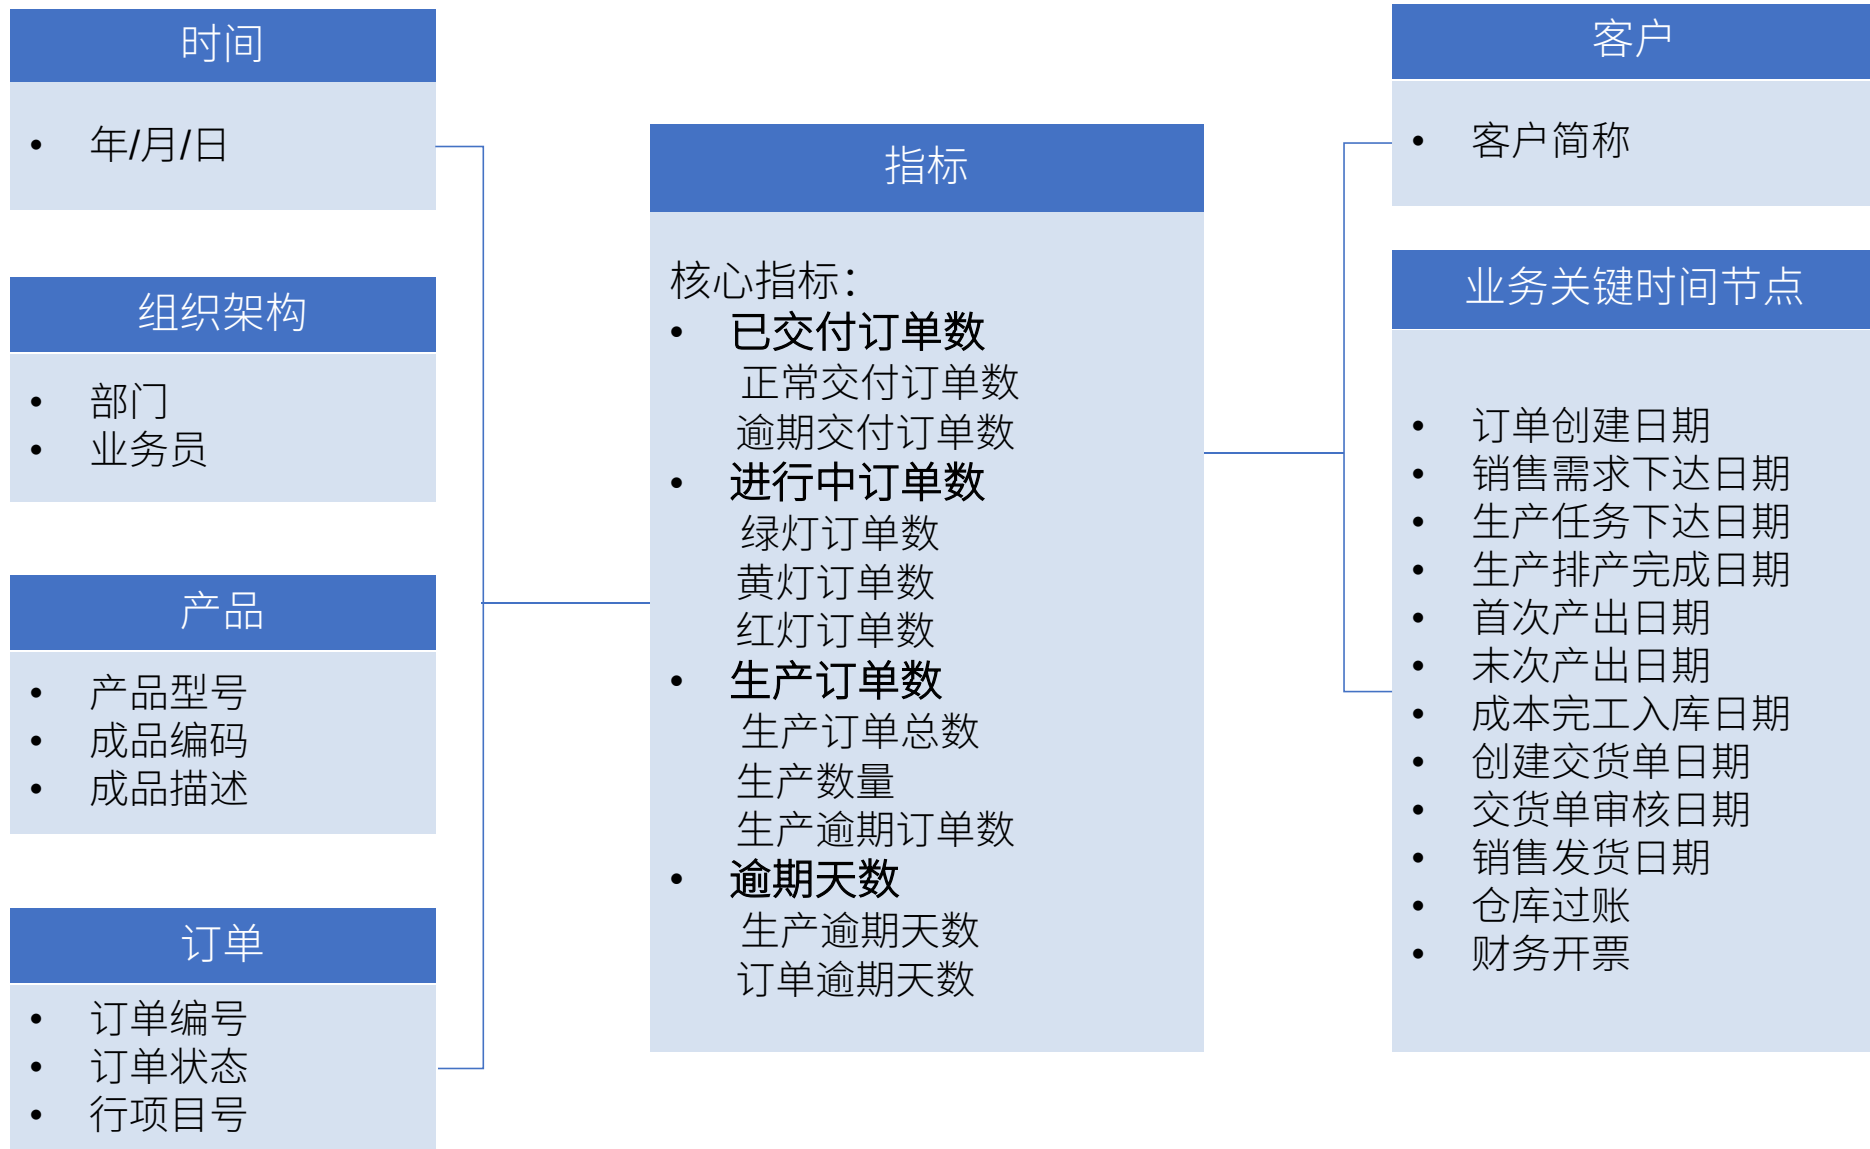 时间
• 年/月/日
组织架构
• 部门
• 业务员
产品
• 产品型号
• 成品编码
• 成品描述
订单
• 订单编号
• 订单状态
• 行项目号
指标
核心指标：
• 已交付订单数
正常交付订单数
逾期交付订单数
• 进行中订单数
绿灯订单数
黄灯订单数
红灯订单数
• 生产订单数
生产订单总数
生产数量
生产逾期订单数
• 逾期天数
生产逾期天数
订单逾期天数
客户
• 客户简称
业务关键时间节点
• 订单创建日期
• 销售需求下达日期
• 生产任务下达日期
• 生产排产完成日期
• 首次产出日期
• 末次产出日期
• 成本完工入库日期
• 创建交货单日期
• 交货单审核日期
• 销售发货日期
• 仓库过账
• 财务开票